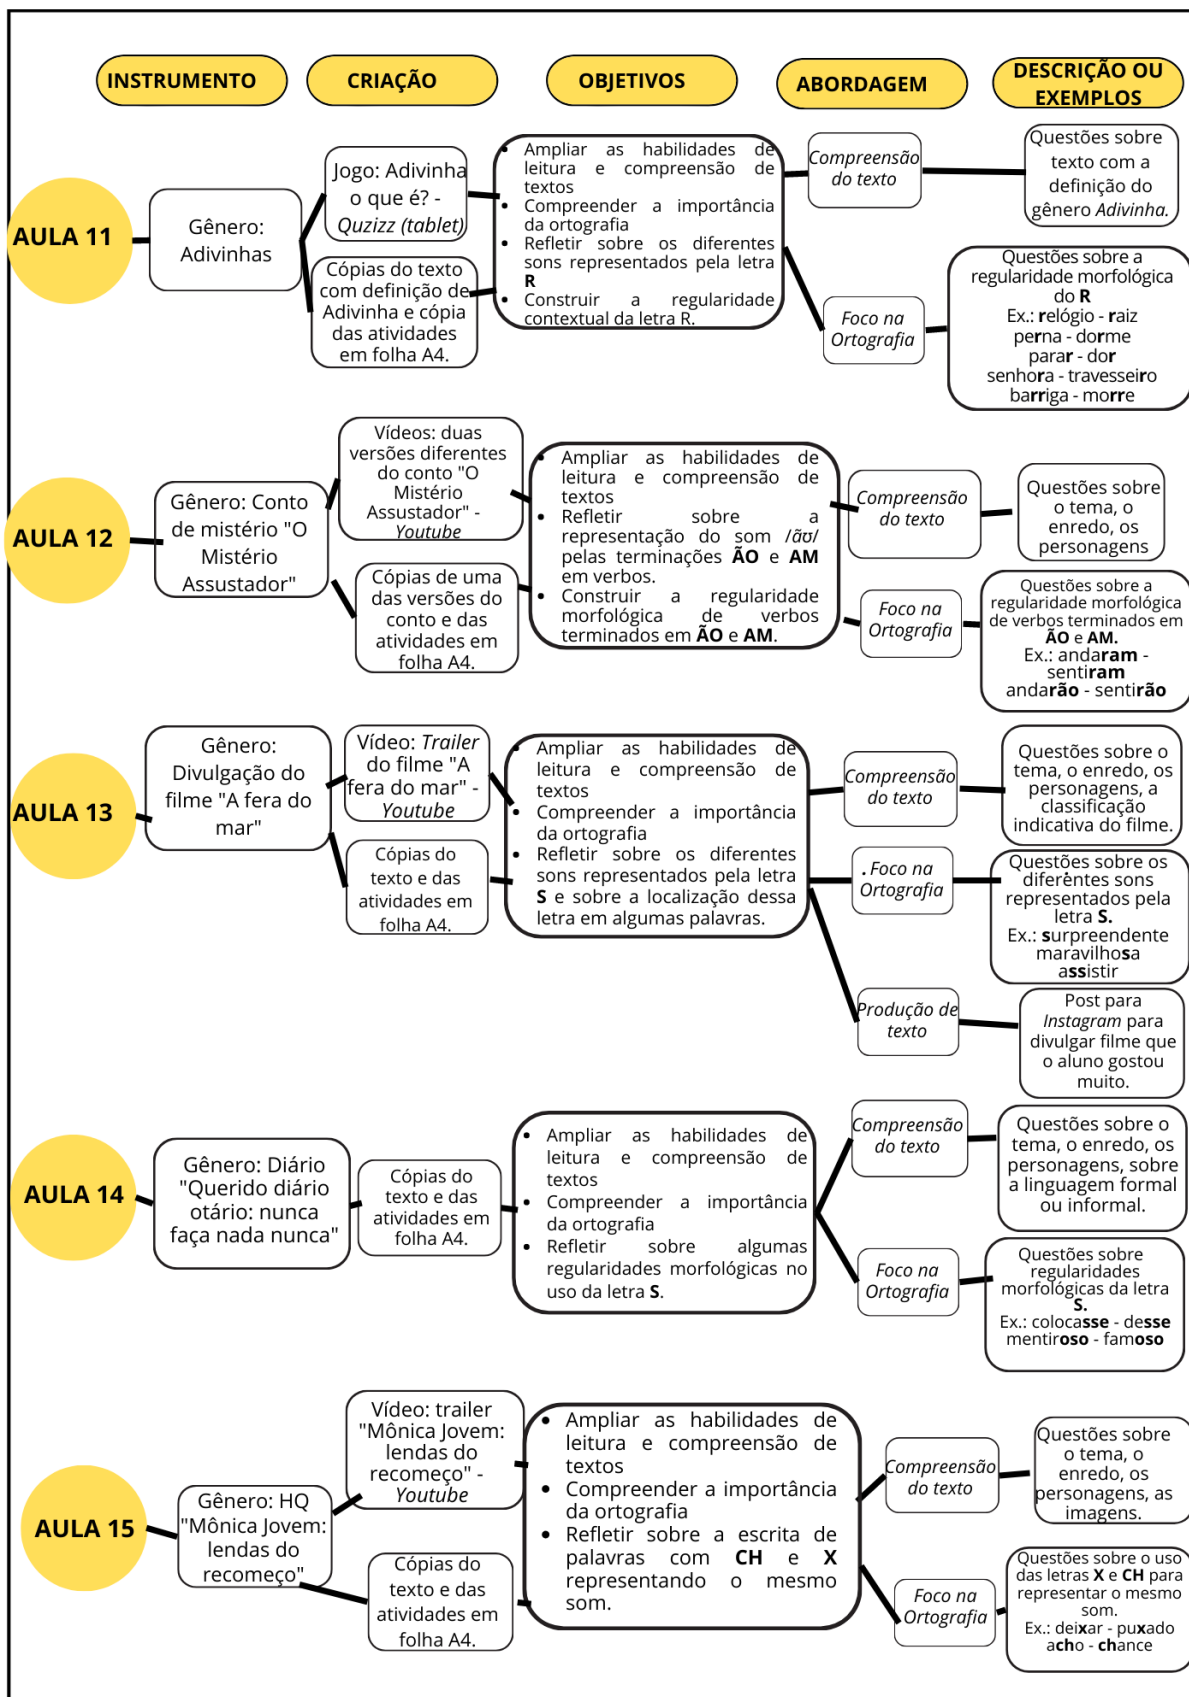 INSTRUMENTO
CRIAÇÃO
OBJETIVOS
ABORDAGEM
DESCRIÇÃO OU
EXEMPLOS
AULA 11
Gênero:
Adivinhas
Jogo: Adivinha
o que é? -
Quzizz (tablet)
Cópias do texto
com definição de
Adivinha e cópia
das atividades
em folha A4.
• Ampliar as habilidades de
leitura e compreensão de
textos
• Compreender a importância
da ortografia
• Refletir sobre os diferentes
sons representados pela letra
R
• Construir a regularidade
contextual da letra R.
Compreensão
do texto
Questões sobre
texto com a
definição do
gênero Adivinha.
Foco na
Ortografia
Questões sobre a
regularidade morfológica
do R
Ex.: relógio - raiz
perna - dorme
parar - dor
senhora - travesseiro
barriga - morre
AULA 12
Gênero: Conto
de mistério "O
Mistério
Assustador"
Vídeos: duas
versões diferentes
do conto "O
Mistério
Assustador" -
Youtube
Cópias de uma
das versões do
conto e das
atividades em
folha A4.
• Ampliar as habilidades de
leitura e compreensão de
textos
• Refletir sobre a
representação do som /ãʊ/
pelas terminações ÃO e AM
em verbos.
• Construir a regularidade
morfológica de verbos
terminados em ÃO e AM.
Compreensão
do texto
Questões sobre
o tema, o
enredo, os
personagens
Foco na
Ortografia
Questões sobre a
regularidade morfológica
de verbos terminados em
ÃO e AM.
Ex.: andaram -
sentiram
andarão - sentirão
AULA 13
Gênero:
Divulgação do
filme "A fera do
mar"
Vídeo: Trailer
do filme "A
fera do mar" -
Youtube
Cópias do
texto e das
atividades em
folha A4.
• Ampliar as habilidades de
leitura e compreensão de
textos
• Compreender a importância
da ortografia
• Refletir sobre os diferentes
sons representados pela letra
S e sobre a localização dessa
letra em algumas palavras.
Compreensão
do texto
Questões sobre o
tema, o enredo, os
personagens, a
classificação
indicativa do filme.
. Foco na
Ortografia
Questões sobre os
diferentes sons
representados pela
letra S.
Ex.: surpreendente
maravilhosa
assistir
Produção de
texto
Post para
Instagram para
divulgar filme que
o aluno gostou
muito.
AULA 14
Gênero: Diário
"Querido diário
otário: nunca
faça nada nunca"
Cópias do
texto e das
atividades em
folha A4.
• Ampliar as habilidades de
leitura e compreensão de
textos
• Compreender a importância
da ortografia
• Refletir sobre algumas
regularidades morfológicas no
uso da letra S.
Compreensão
do texto
Questões sobre o
tema, o enredo, os
personagens, sobre
a linguagem formal
ou informal.
Foco na
Ortografia
Questões sobre
regularidades
morfológicas da letra
S.
Ex.: colocasse - desse
mentiroso - famoso
AULA 15
Gênero: HQ
"Mônica Jovem:
lendas do
recomeço"
Vídeo: trailer
"Mônica Jovem:
lendas do
recomeço" -
Youtube
Cópias do
texto e das
atividades em
folha A4.
• Ampliar as habilidades de
leitura e compreensão de
textos
• Compreender a importância
da ortografia
• Refletir sobre a escrita de
palavras com CH e X
representando o mesmo
som.
Compreensão
do texto
Questões sobre
o tema, o
enredo, os
personagens, as
imagens.
Foco na
Ortografia
Questões sobre o uso
das letras X e CH para
representar o mesmo
som.
Ex.: deixar - puxado
acho - chance